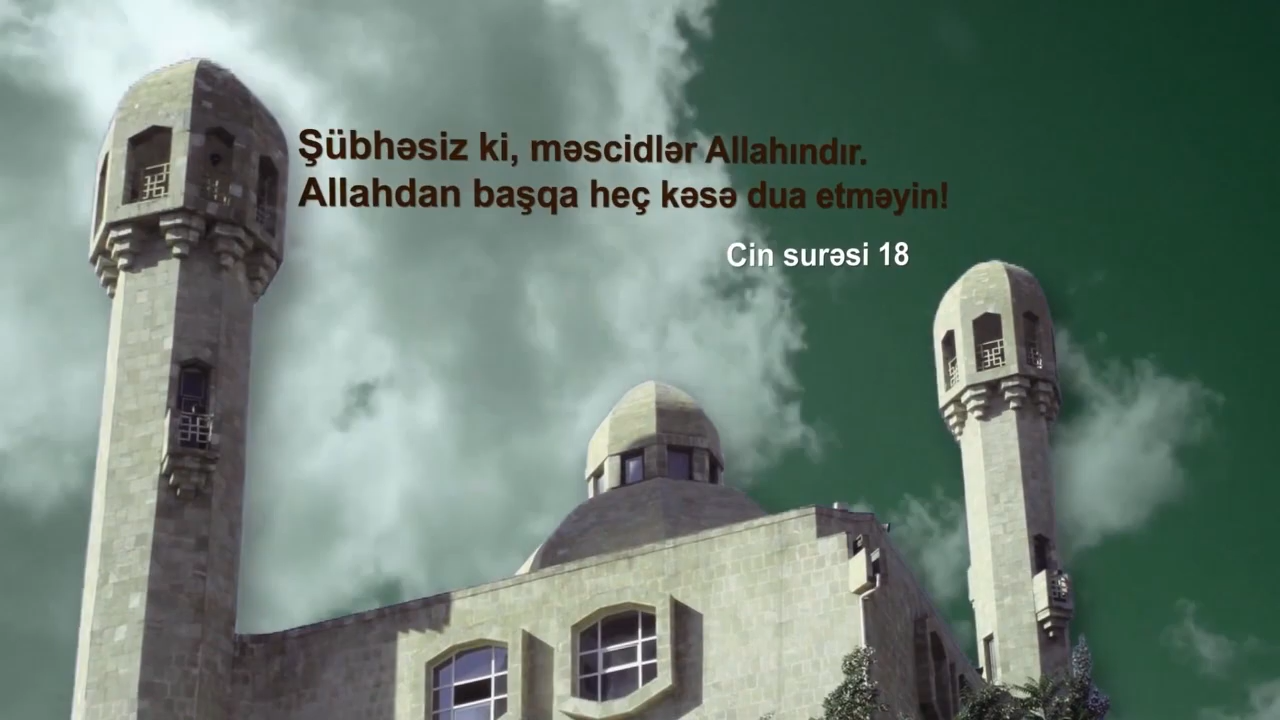 Şübhəsiz ki, məscidlər Allahındır.
Allahdan başqa heç kəsə dua etməyin!
Cin surəsi 18